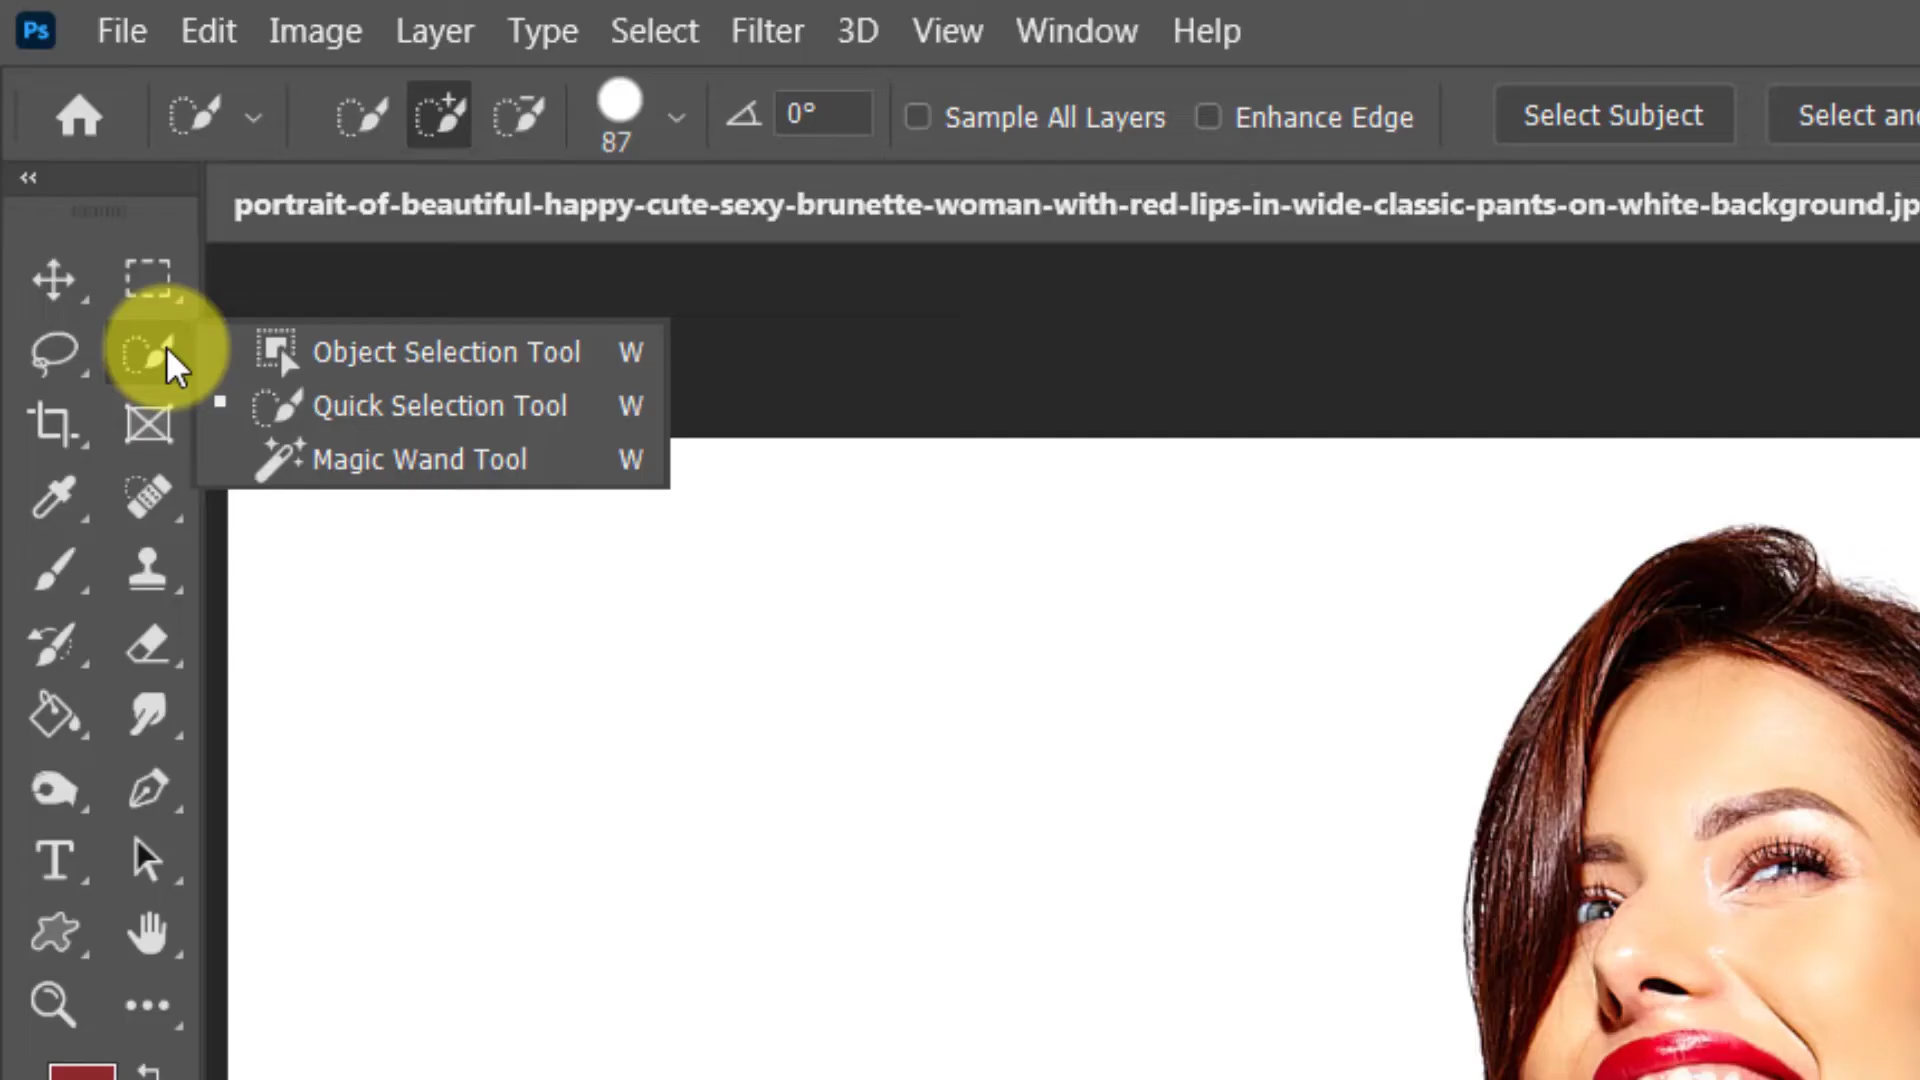 Ps File Edit Image Layer Type Select Filter 3D View Window Help
87 0° Sample All Layers Enhance Edge Select Subject Select
portrait-of-beautiful-happy-cute-sexy-brunette-woman-with-red-lips-in-wide-classic-pants-on-white-background.jp
Object Selection Tool W
Quick Selection Tool W
Magic Wand Tool W